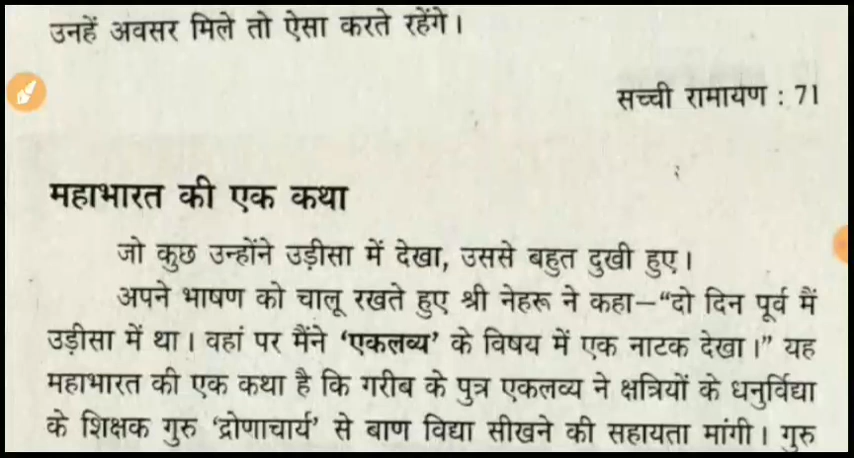 उनहें अवसर मिले तो ऐसा करते रहेंगे।
सच्ची रामायण : 71
महाभारत की एक कथा
जो कुछ उन्होंने उड़ीसा में देखा, उससे बहुत दुखी हुए।
अपने भाषण को चालू रखते हुए श्री नेहरू ने कहा—“दो दिन पूर्व मैं
उड़ीसा में था। वहां पर मैंने ‘एकलव्य’ के विषय में एक नाटक देखा।” यह
महाभारत की एक कथा है कि गरीब के पुत्र एकलव्य ने क्षत्रियों के धनुर्विद्या
के शिक्षक गुरु ‘द्रोणाचार्य’ से बाण विद्या सीखने की सहायता मांगी। गुरु